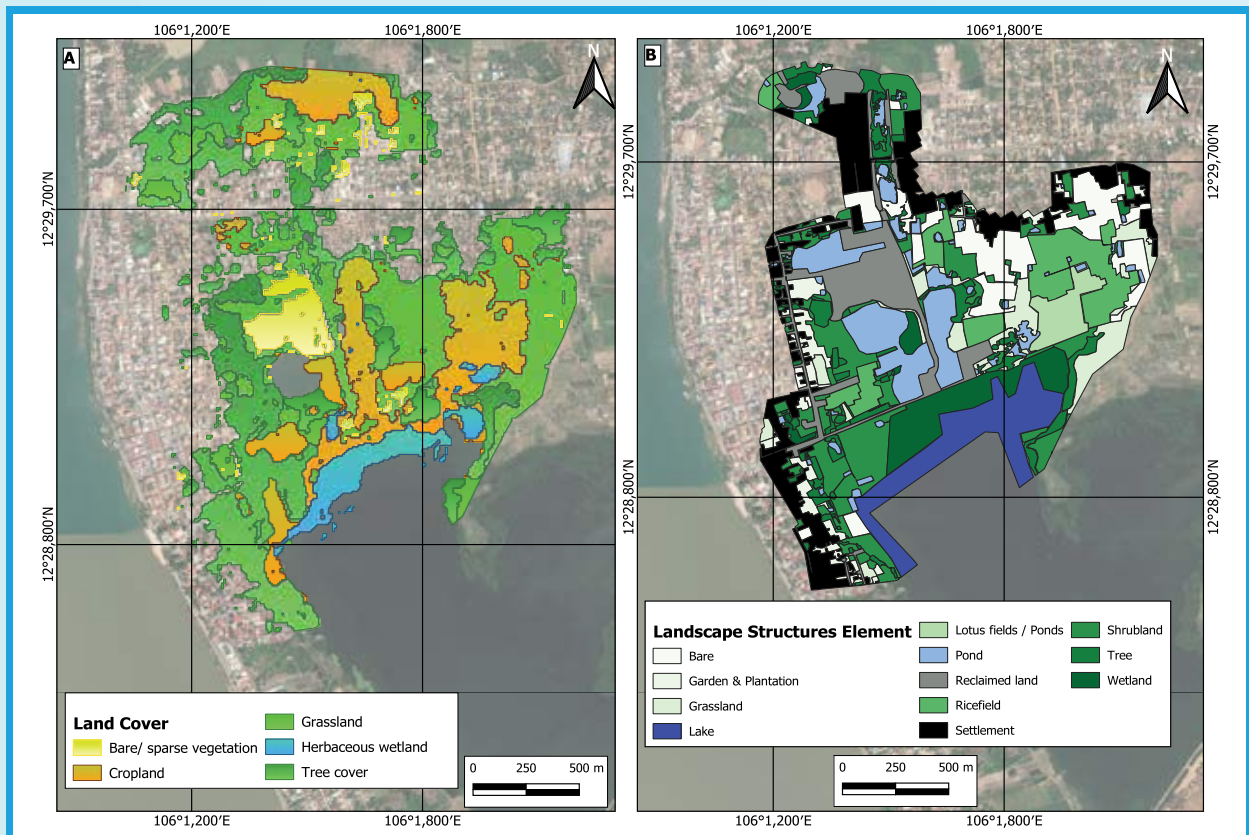 106°1,200'E
106°1,800'E
106°1,200'E
106°1,800'E
A
N
B
N
12°29,700'N
12°29,700'N
12°29,700'N
12°28,800'N
12°28,800'N
12°28,800'N
Land Cover
Bare/ sparse vegetation
Cropland
Grassland
Herbaceous wetland
Tree cover
0 250 500 m
Landscape Structures Element
Bare
Garden & Plantation
Grassland
Lake
Lotus fields / Ponds
Pond
Reclaimed land
Ricefield
Settlement
Shrubland
Tree
Wetland
0 250 500 m
106°1,200'E
106°1,800'E
106°1,200'E
106°1,800'E